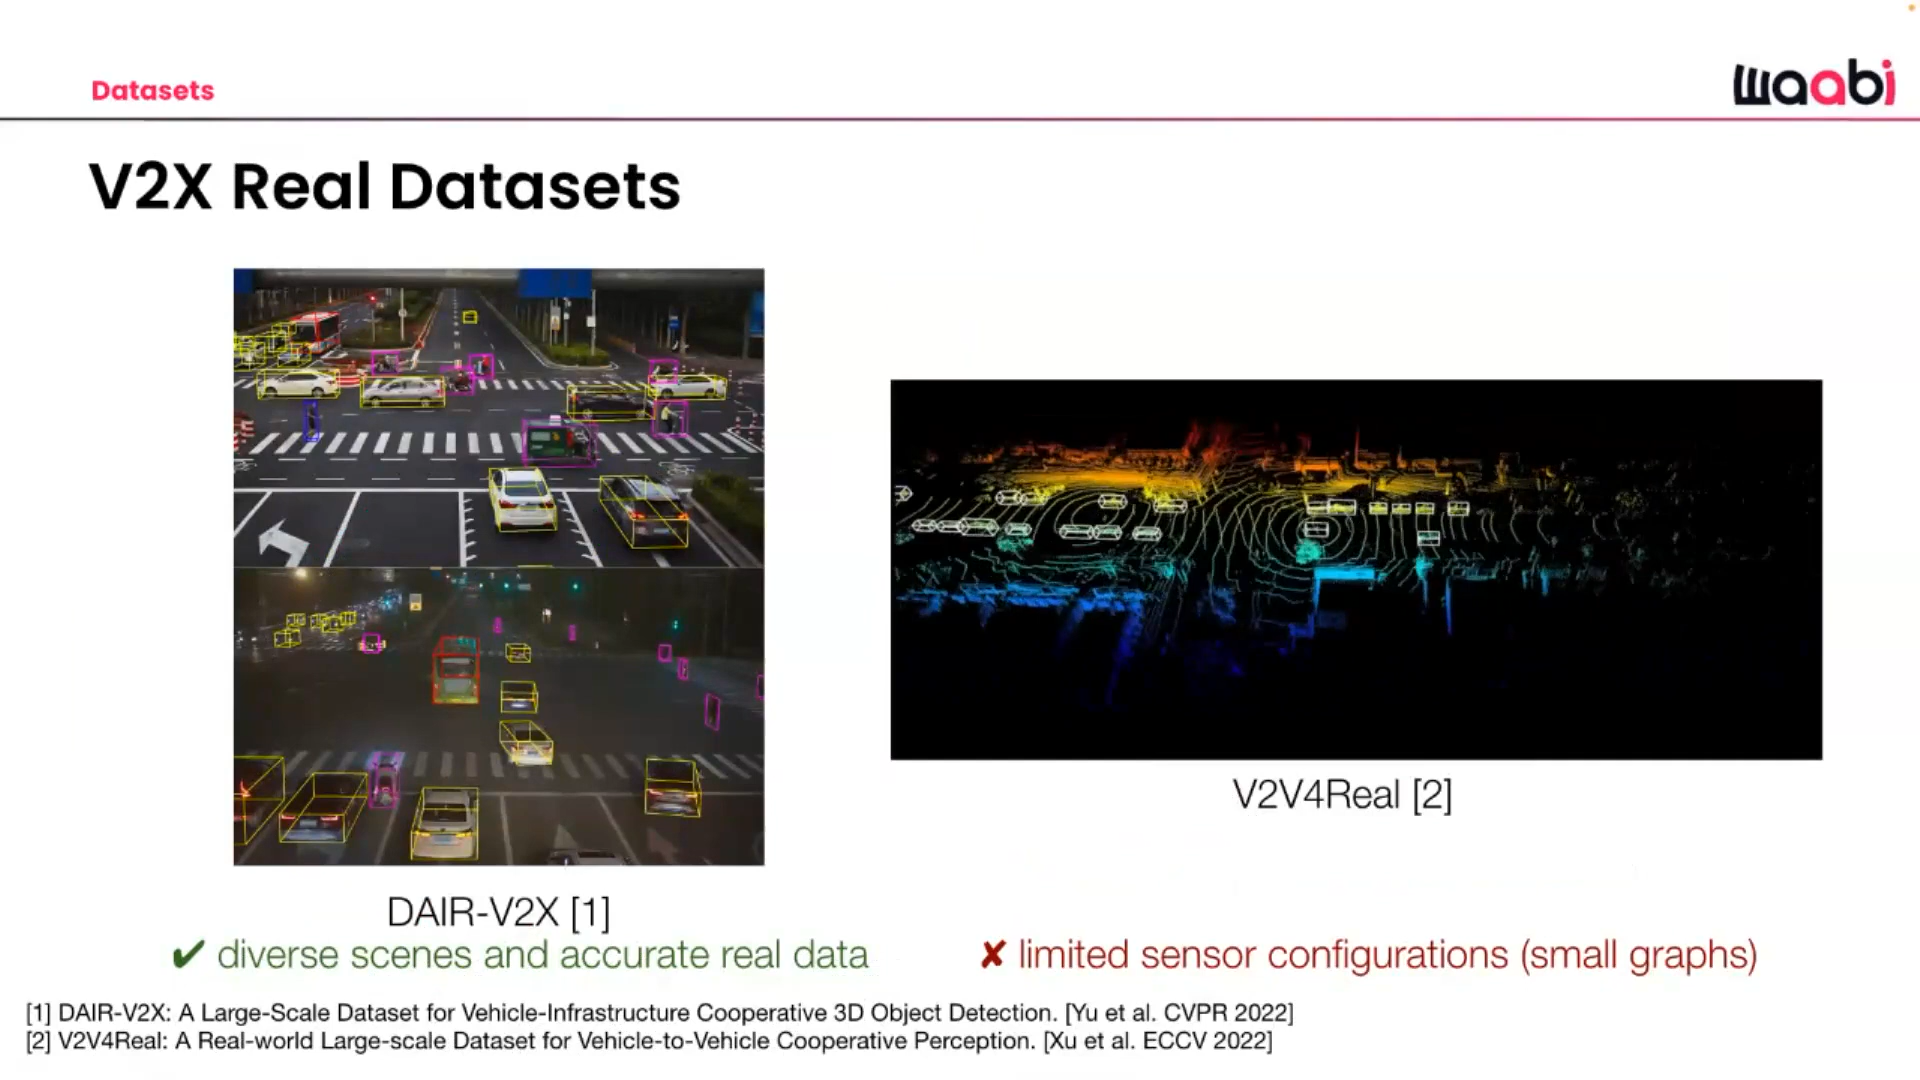 Datasets
waabi
V2X Real Datasets
V2V4Real [2]
DAIR-V2X [1]
✔ diverse scenes and accurate real data
✘ limited sensor configurations (small graphs)
[1] DAIR-V2X: A Large-Scale Dataset for Vehicle-Infrastructure Cooperative 3D Object Detection. [Yu et al. CVPR 2022]
[2] V2V4Real: A Real-world Large-scale Dataset for Vehicle-to-Vehicle Cooperative Perception. [Xu et al. ECCV 2022]